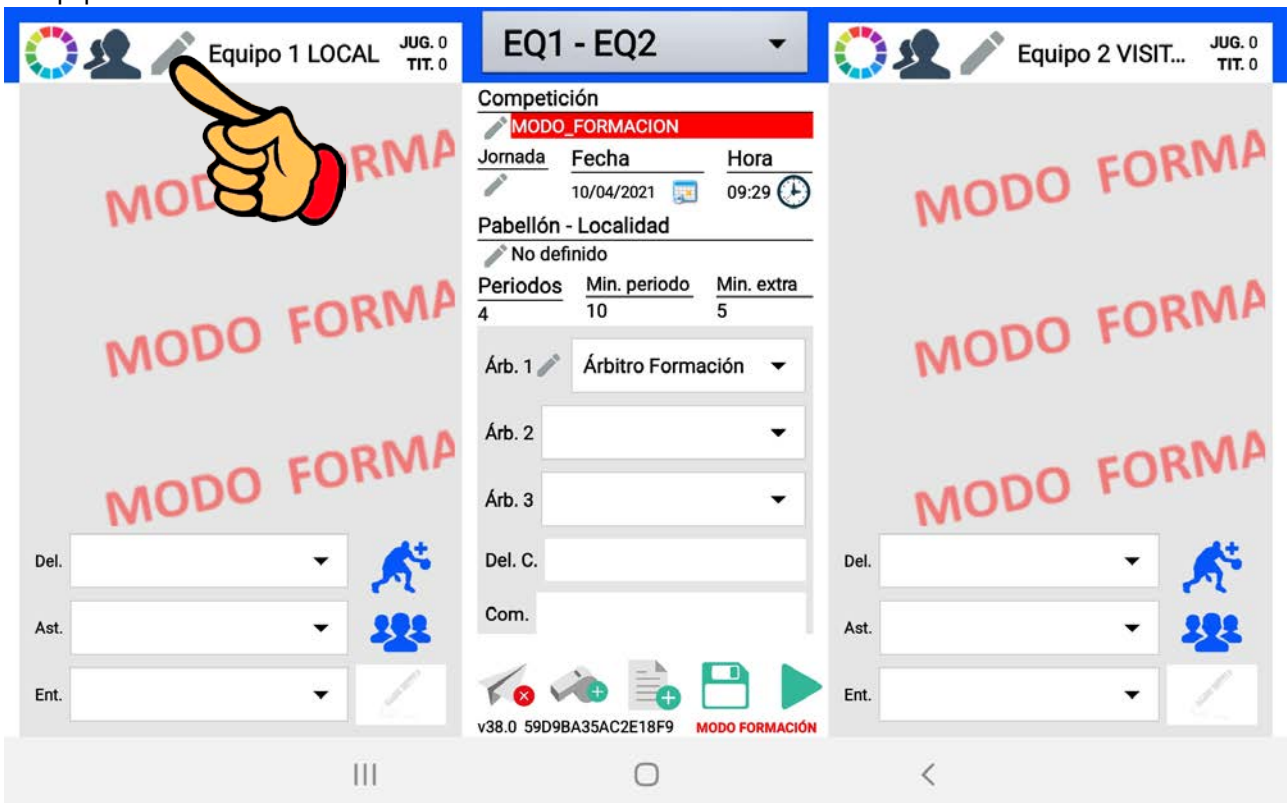 Equipo 1 LOCAL
JUG. 0
TIT. 0
MODO FORMA
MODO FORMA
Del.
Ast.
Ent.
EQ1 - EQ2
Competición
MODO_FORMACION
Jornada Fecha Hora
10/04/2021 09:29
Pabellón - Localidad
No definido
Periodos Min. periodo Min. extra
4 10 5
Árb. 1 Árbitro Formación
Árb. 2
Árb. 3
Del. C.
Com.
v38.0 59D9BA35AC2E18F9 MODO FORMACIÓN
Equipo 2 VISIT...
JUG. 0
TIT. 0
MODO FORMA
MODO FORMA
MODO FORMA
Del.
Ast.
Ent.